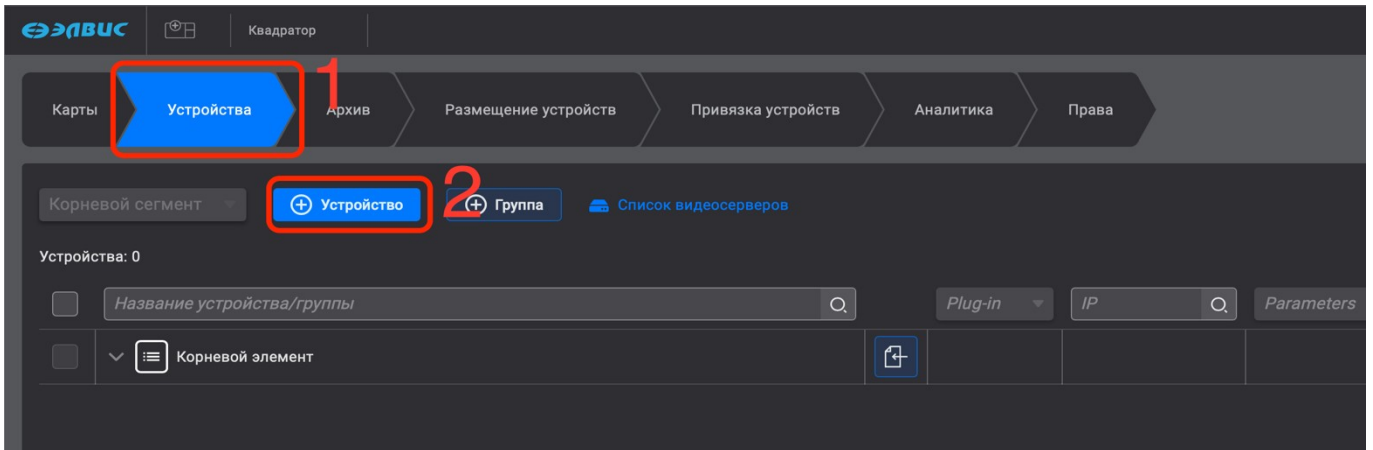 ЭЛВИС Квадратор
1
Карты Устройства Архив Размещение устройств Привязка устройств Аналитика Права
2
Корневой сегмент Устройство Группа Список видеосерверов
Устройства: 0
Название устройства/группы Plug-in IP Parameters
Корневой элемент